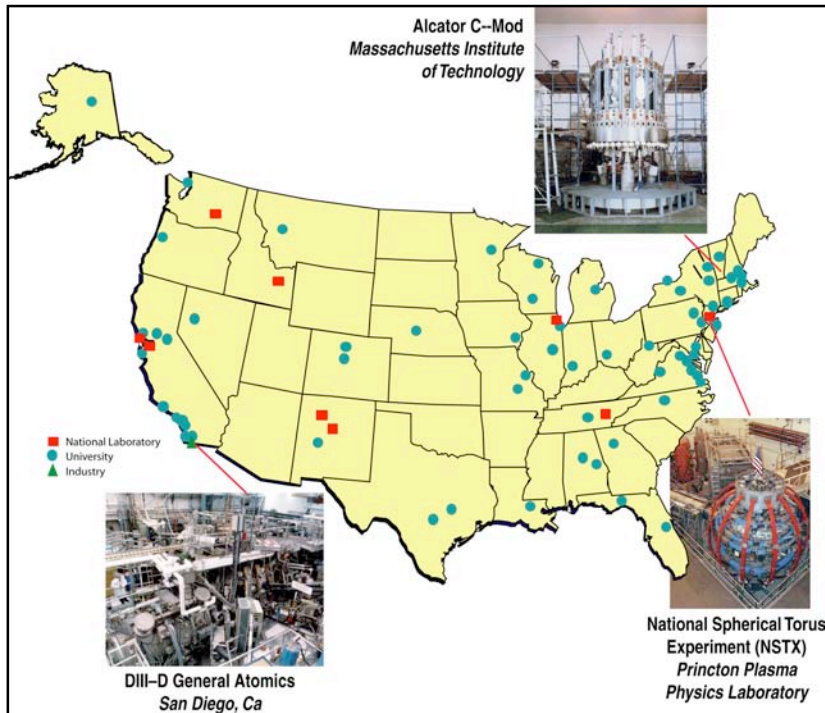 Alcator C--Mod
Massachusetts Institute
of Technology
National Laboratory
University
Industry
DIII–D General Atomics
San Diego, Ca
National Spherical Torus
Experiment (NSTX)
Princton Plasma
Physics Laboratory